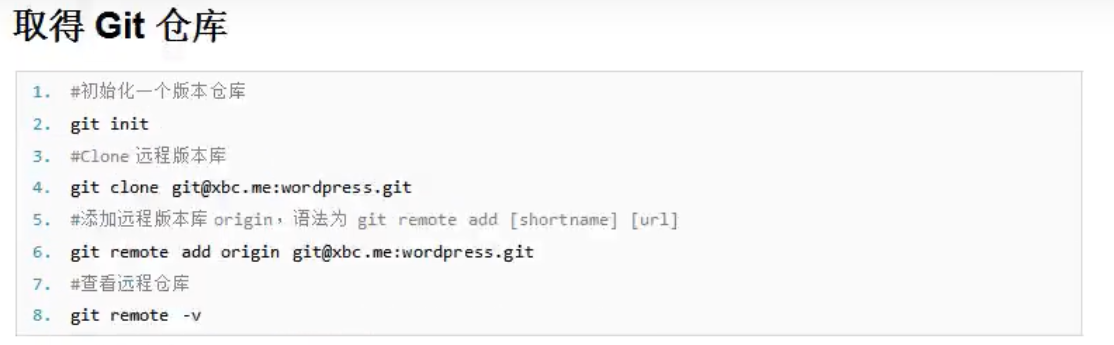 取得 Git 仓库
1. #初始化一个版本仓库
2. git init
3. #Clone 远程版本库
4. git clone git@xbc.me:wordpress.git
5. #添加远程版本库 origin，语法为 git remote add [shortname] [url]
6. git remote add origin git@xbc.me:wordpress.git
7. #查看远程仓库
8. git remote -v